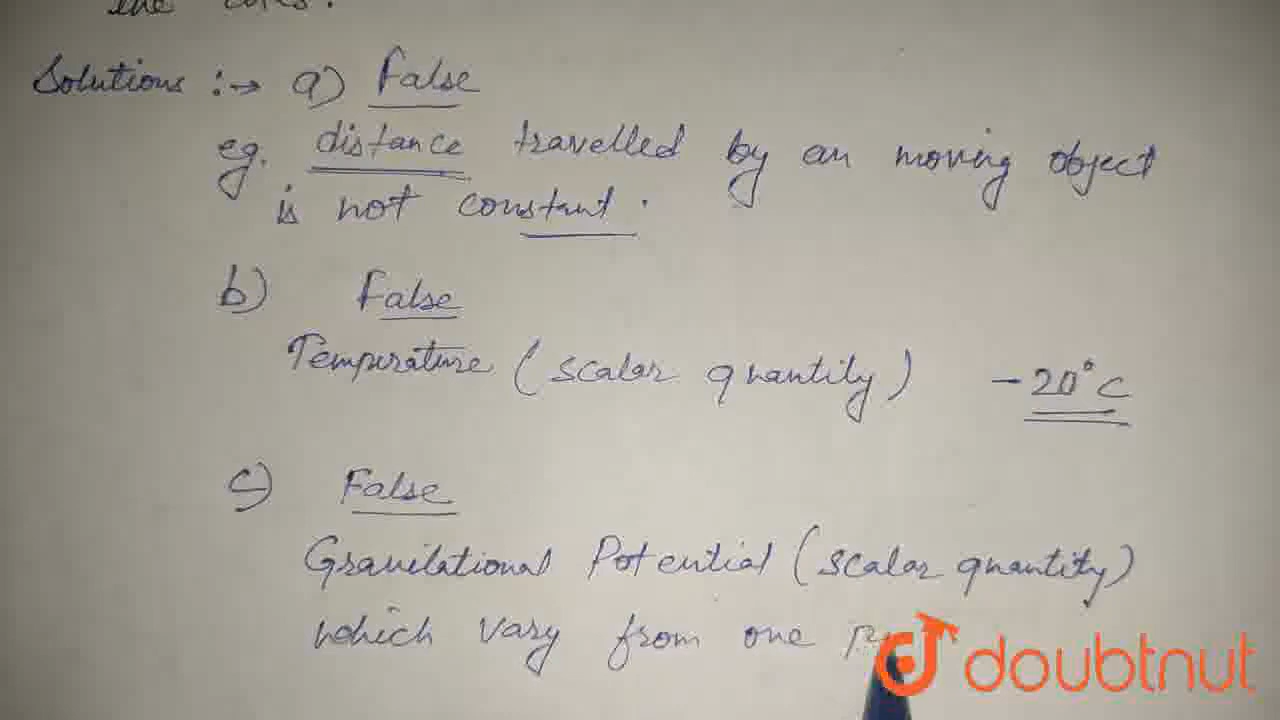 Solutions :→ a) False
eg. distance travelled by an moving object
is not constant.
b) False
Temperature (scalar quantity) - 20°C
c) False
Gravitational Potential (scalar quantity)
which vary from one
doubtnut